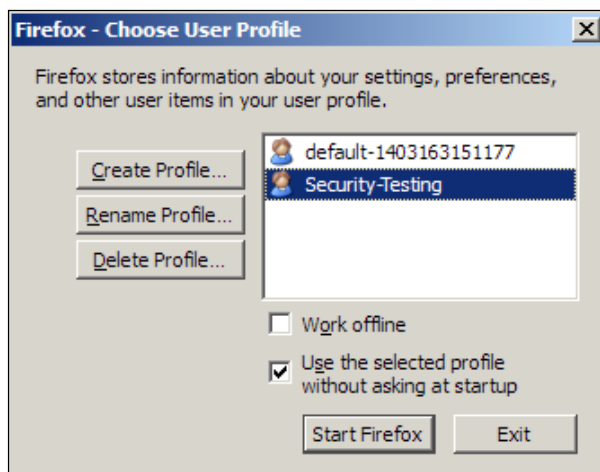 Firefox - Choose User Profile
Firefox stores information about your settings, preferences,
and other user items in your user profile.
Create Profile...
Rename Profile...
Delete Profile...
default-1403163151177
Security-Testing
Work offline
Use the selected profile
without asking at startup
Start Firefox
Exit